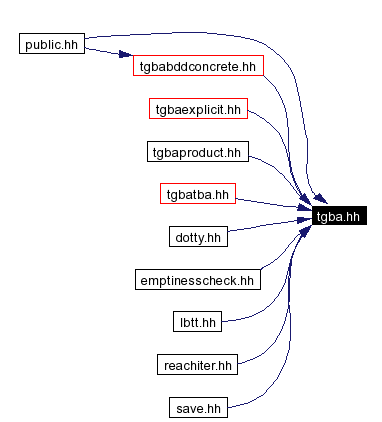 public.hh
tgbabddconcrete.hh
tgbaexplicit.hh
tgbaproduct.hh
tgbatba.hh
tgba.hh
dotty.hh
emptinesscheck.hh
lbtt.hh
reachiter.hh
save.hh